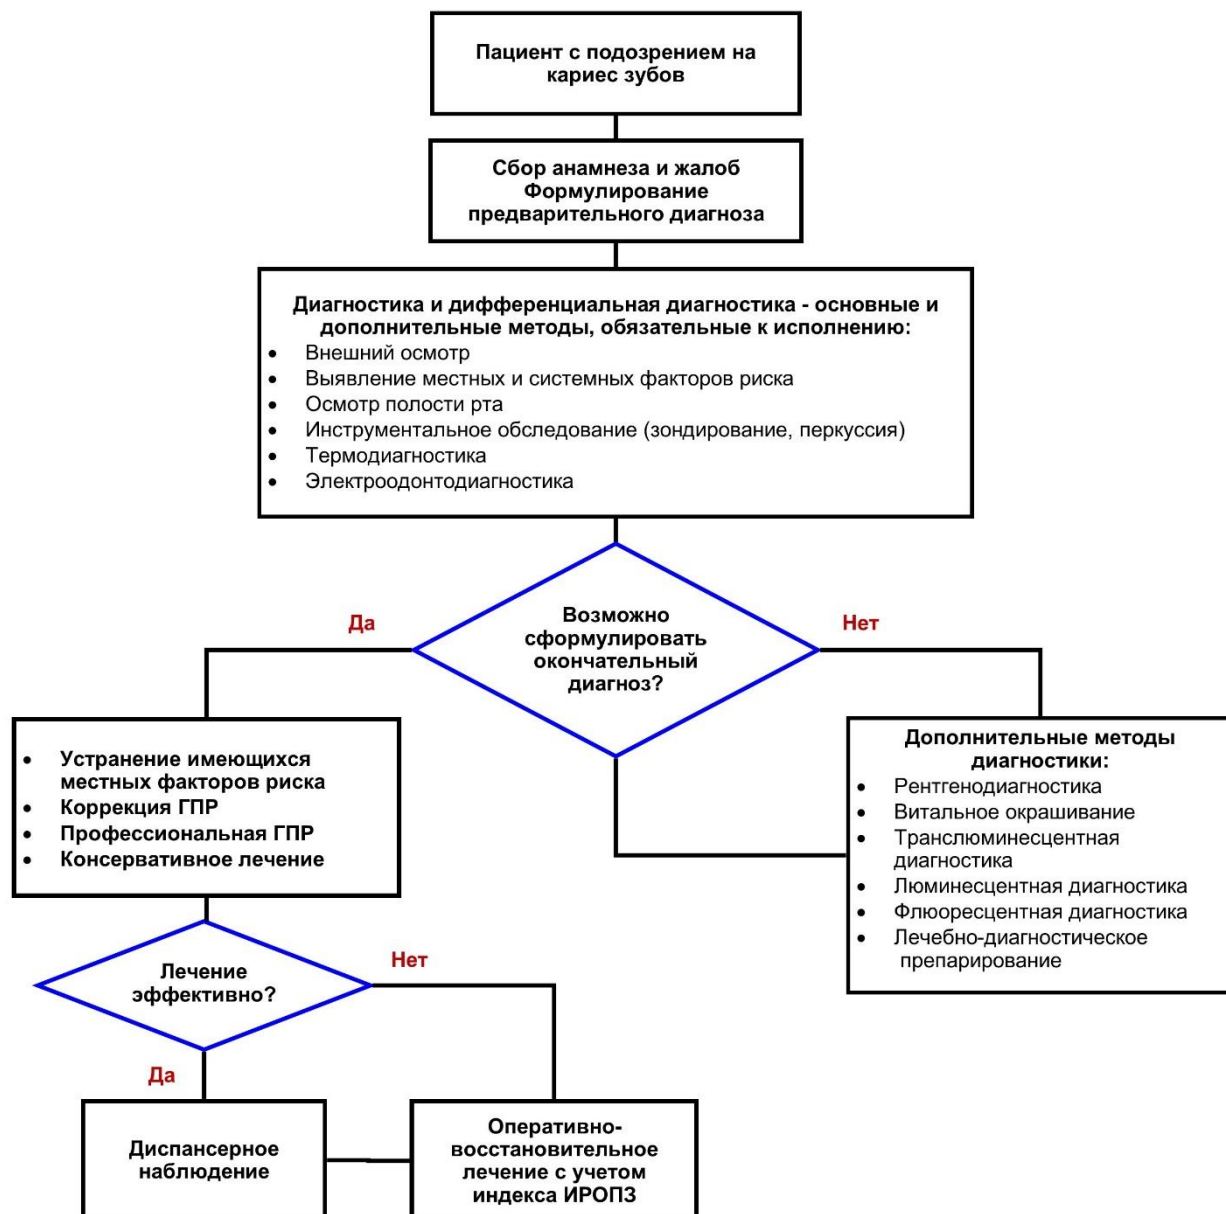 Пациент с подозрением на
кариес зубов
Сбор анамнеза и жалоб
Формулирование
предварительного диагноза
Диагностика и дифференциальная диагностика - основные и
дополнительные методы, обязательные к исполнению:
• Внешний осмотр
• Выявление местных и системных факторов риска
• Осмотр полости рта
• Инструментальное обследование (зондирование, перкуссия)
• Термодиагностика
• Электроодонтодиагностика
Возможно
сформулировать
окончательный
диагноз?
Да
Нет
• Устранение имеющихся
местных факторов риска
• Коррекция ГПР
• Профессиональная ГПР
• Консервативное лечение
Дополнительные методы
диагностики:
• Рентгенодиагностика
• Витальное окрашивание
• Транслюминесцентная
диагностика
• Люминесцентная диагностика
• Флюоресцентная диагностика
• Лечебно-диагностическое
препарирование
Лечение
эффективно?
Нет
Да
Диспансерное
наблюдение
Оперативно-
восстановительное
лечение с учетом
индекса ИРОПЗ